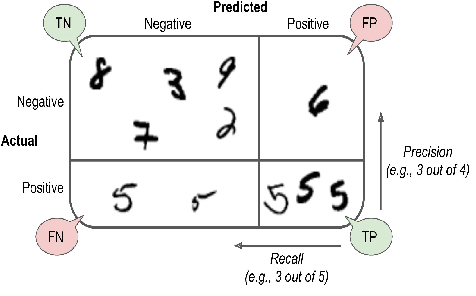 Predicted
TN
Negative
Positive
FP
8 3 9
Negative
6
7 2
Actual
Precision
(e.g., 3 out of 4)
Positive
5 5
5 5 5
FN
TP
Recall
(e.g., 3 out of 5)